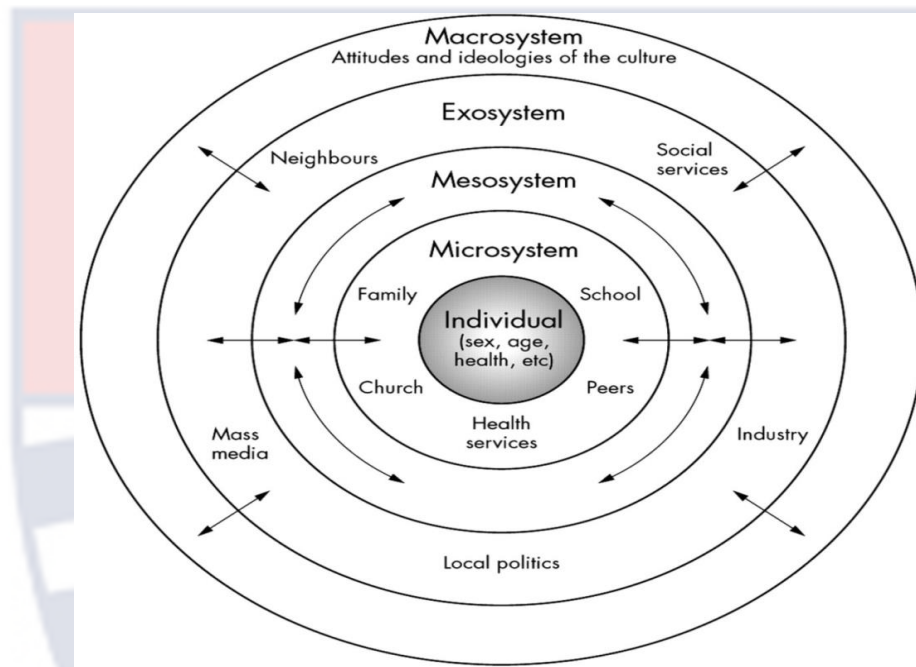 Macrosystem
Attitudes and ideologies of the culture
Exosystem
Neighbours
Social
services
Mesosystem
Microsystem
Family
School
Individual
(sex, age,
health, etc)
Church
Peers
Health
services
Mass
media
Industry
Local politics